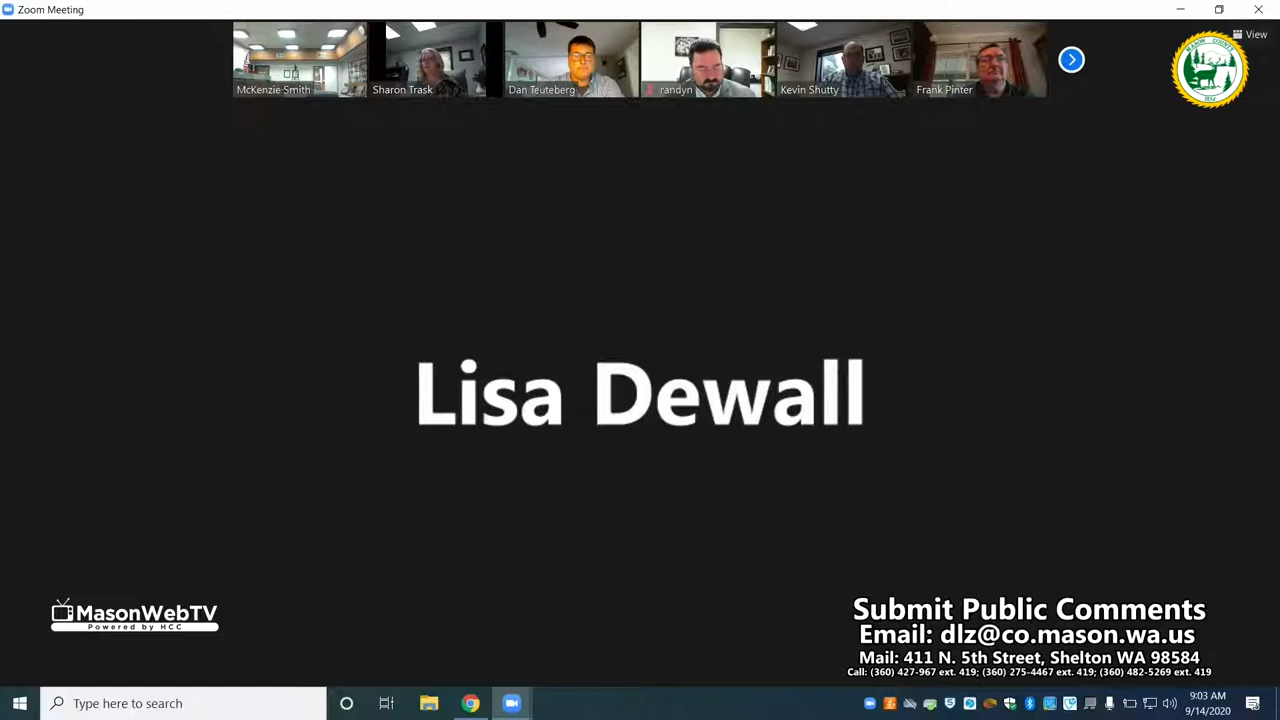 Zoom Meeting
View
McKenzie Smith
Sharon Trask
Dan Teuteberg
randyn
Kevin Shutty
Frank Pinter
MASON COUNTY
1854
Lisa Dewall
MasonWebTV
Powered by HCC
Submit Public Comments
Email: dlz@co.mason.wa.us
Mail: 411 N. 5th Street, Shelton WA 98584
Call: (360) 427-967 ext. 419; (360) 275-4467 ext. 419; (360) 482-5269 ext. 419
Type here to search
9:03 AM
9/14/2020